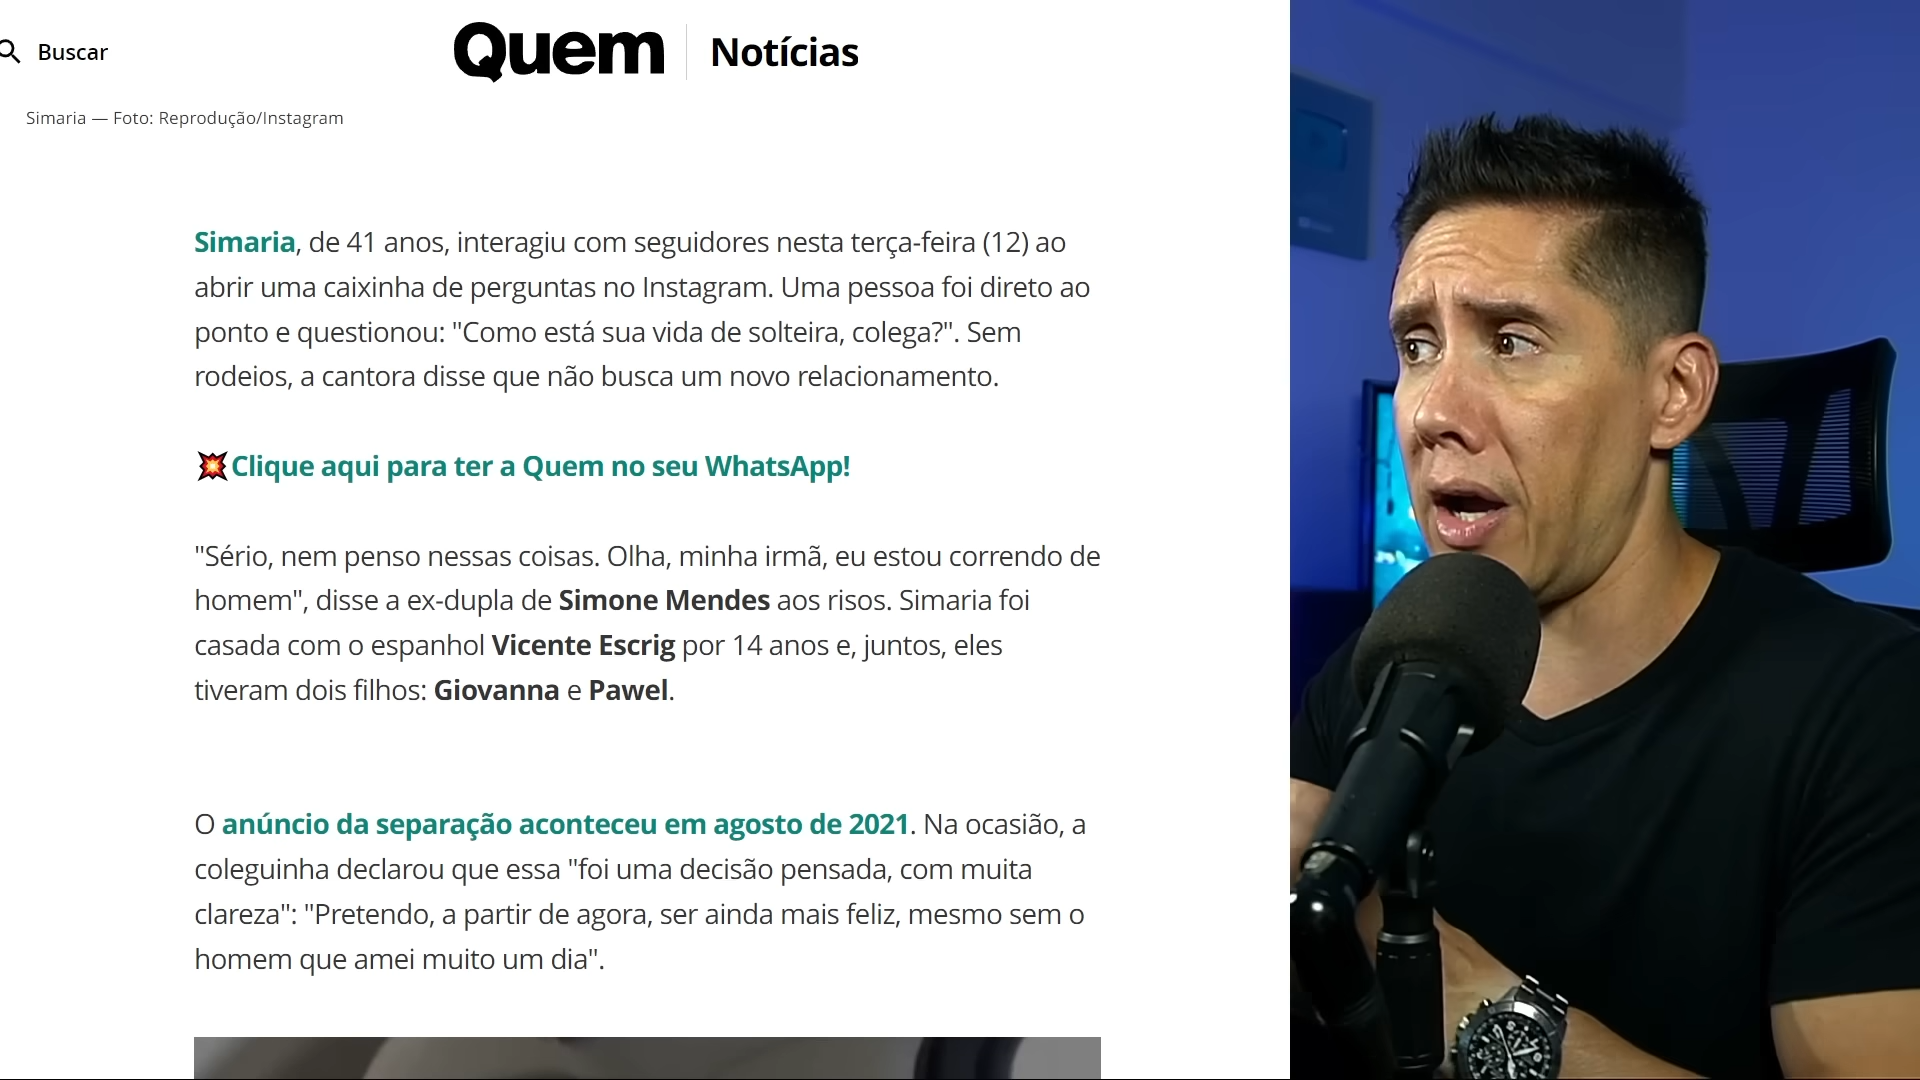 Buscar
Quem
Notícias
Simaria — Foto: Reprodução/Instagram
Simaria, de 41 anos, interagiu com seguidores nesta terça-feira (12) ao
abrir uma caixinha de perguntas no Instagram. Uma pessoa foi direto ao
ponto e questionou: "Como está sua vida de solteira, colega?". Sem
rodeios, a cantora disse que não busca um novo relacionamento.
💥Clique aqui para ter a Quem no seu WhatsApp!
"Sério, nem penso nessas coisas. Olha, minha irmã, eu estou correndo de
homem", disse a ex-dupla de Simone Mendes aos risos. Simaria foi
casada com o espanhol Vicente Escrig por 14 anos e, juntos, eles
tiveram dois filhos: Giovanna e Pawel.
O anúncio da separação aconteceu em agosto de 2021. Na ocasião, a
coleguinha declarou que essa "foi uma decisão pensada, com muita
clareza": "Pretendo, a partir de agora, ser ainda mais feliz, mesmo sem o
homem que amei muito um dia".